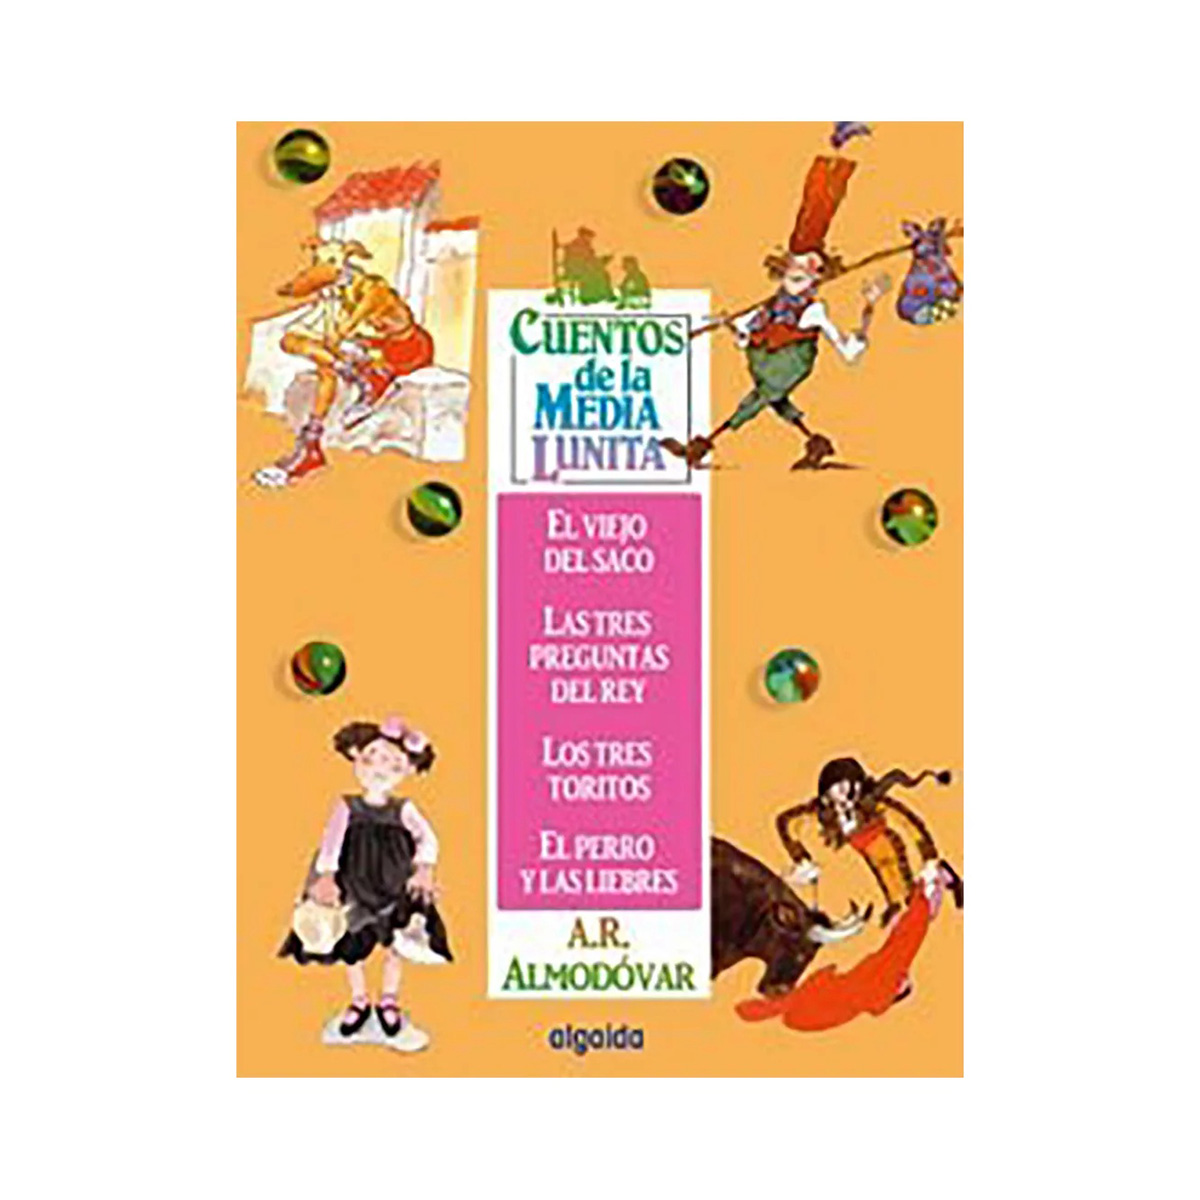 CUENTOS
de la
MEDIA
LUNITA
EL VIEJO
DEL SACO
LAS TRES
PREGUNTAS
DEL REY
LOS TRES
TORITOS
EL PERRO
Y LAS LIEBRES
A.R.
ALMODÓVAR
algaida